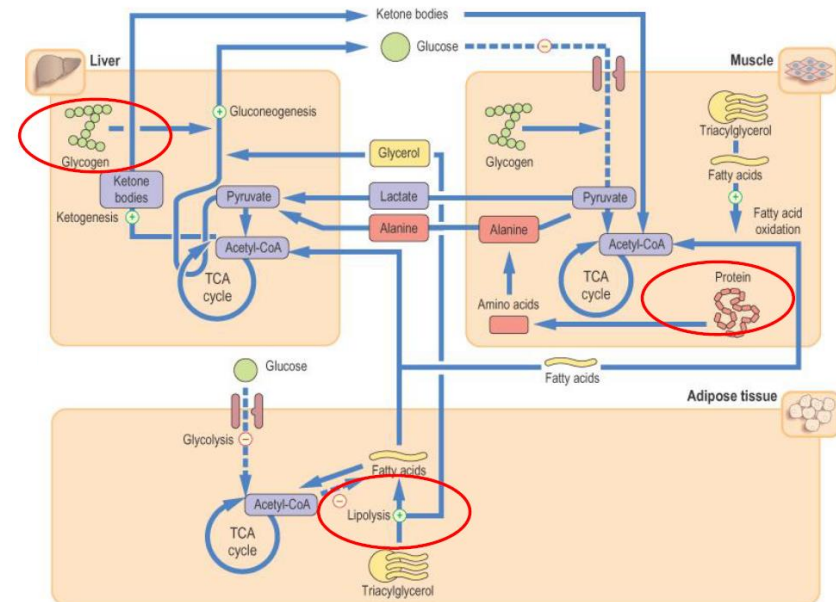 Ketone bodies
Glucose
−
Liver
Muscle
+
Gluconeogenesis
Glycogen
Glycogen
Triacylglycerol
Glycerol
Fatty acids
Ketone
bodies
Pyruvate
Lactate
Pyruvate
+
Ketogenesis
+
Fatty acid
oxidation
Alanine
Alanine
Acetyl-CoA
Acetyl-CoA
TCA
cycle
TCA
cycle
Protein
Amino acids
Glucose
Fatty acids
Adipose tissue
Glycolysis
−
Fatty acids
Acetyl-CoA
−
Lipolysis
+
TCA
cycle
Triacylglycerol